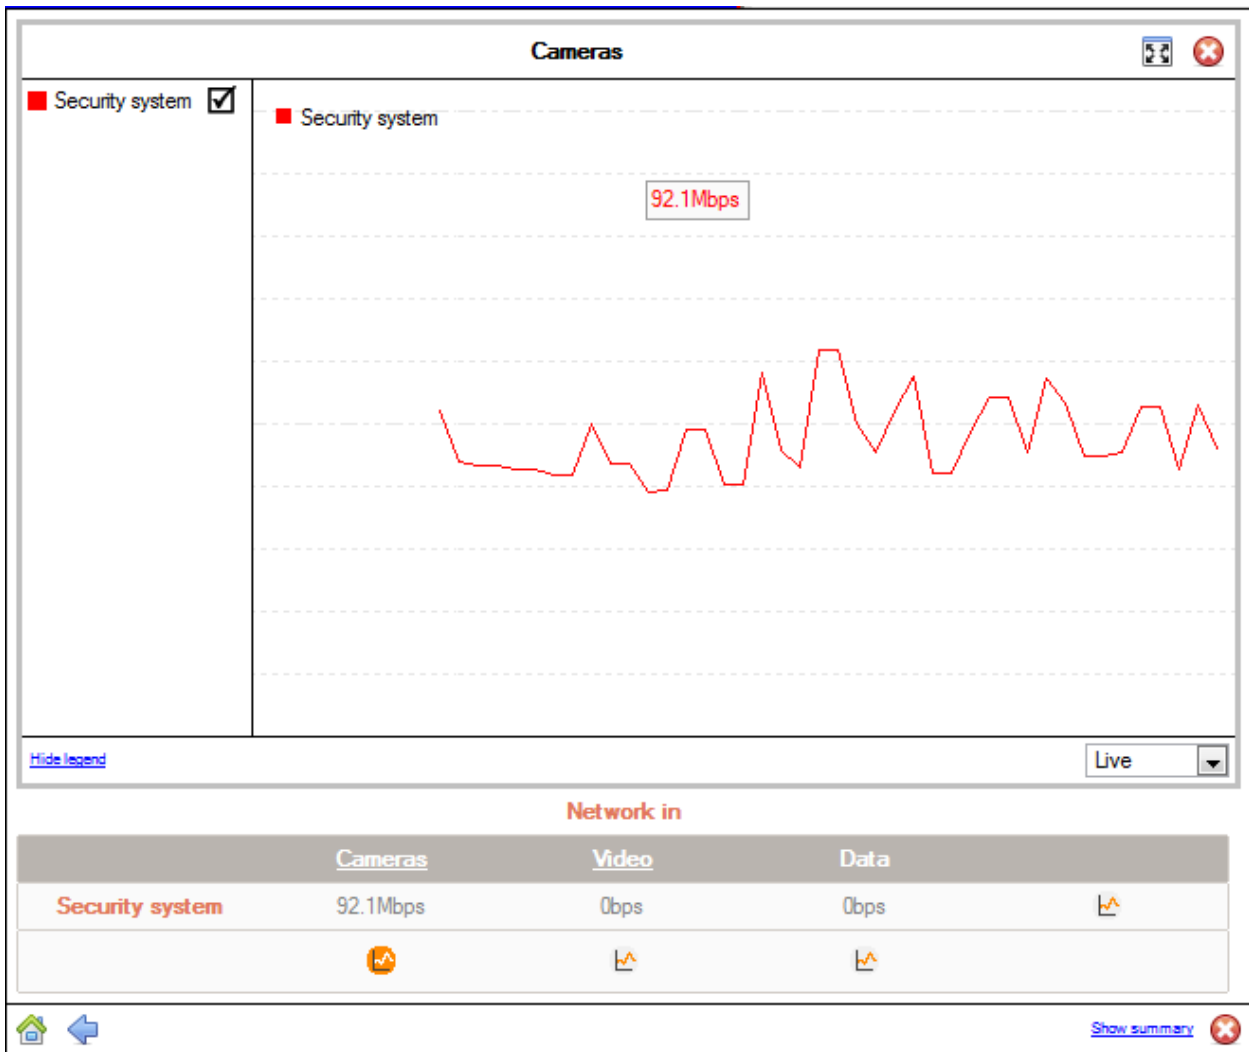 Cameras
Security system
Security system
92.1Mbps
Hide legend
Live
Network in
Cameras Video Data
Security system 92.1Mbps 0bps 0bps
Show summary